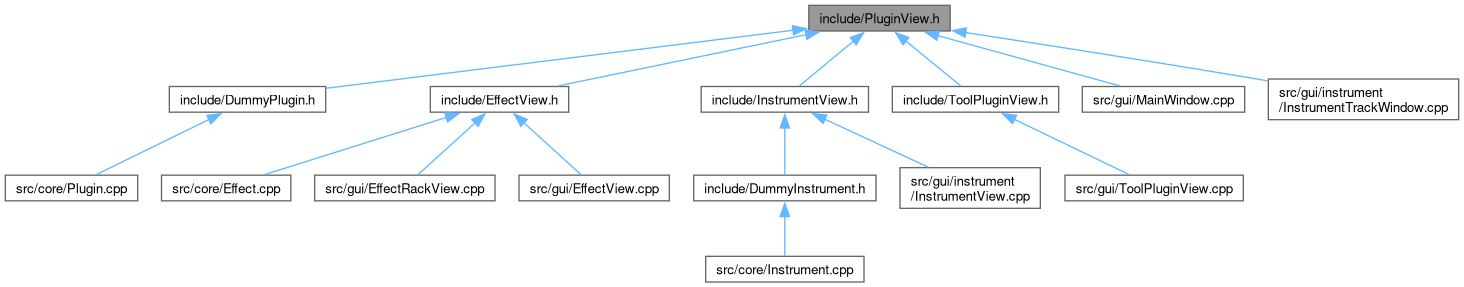 include/PluginView.h
include/DummyPlugin.h
include/EffectView.h
include/InstrumentView.h
include/ToolPluginView.h
src/gui/MainWindow.cpp
src/gui/instrument
/InstrumentTrackWindow.cpp
src/core/Plugin.cpp
src/core/Effect.cpp
src/gui/EffectRackView.cpp
src/gui/EffectView.cpp
include/DummyInstrument.h
src/gui/instrument
/InstrumentView.cpp
src/gui/ToolPluginView.cpp
src/core/Instrument.cpp